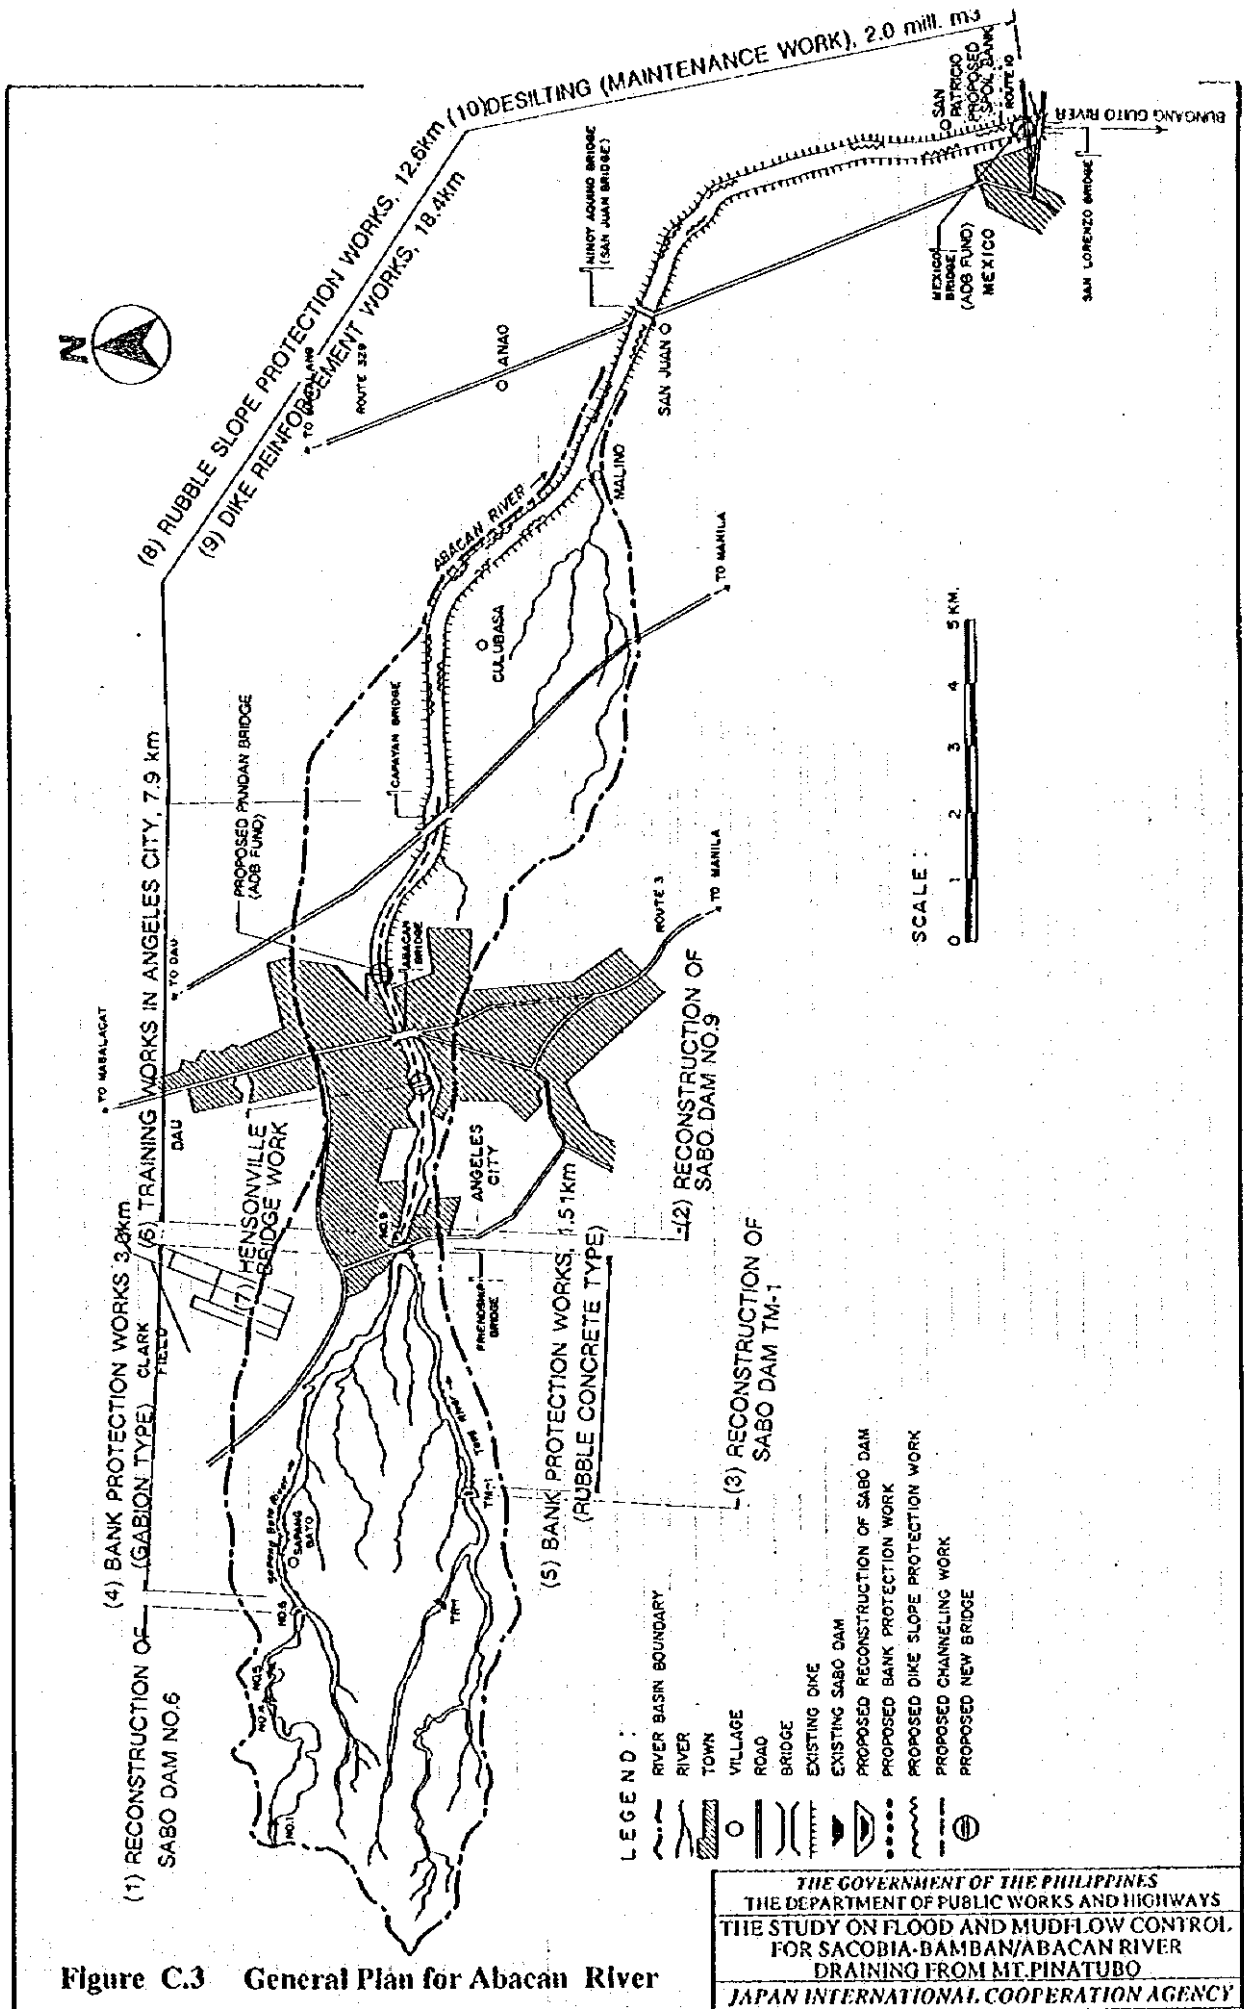 (1) RECONSTRUCTION OF
SABO DAM NO.6
(4) BANK PROTECTION WORKS 3.0km
(GABION TYPE)
CLARK
FIELD
(6) TRAINING WORKS IN ANGELES CITY, 7.9 km
(7) HENSONVILLE
BRIDGE WORK
(8) RUBBLE SLOPE PROTECTION WORKS, 12.6km
(9) DIKE REINFORCEMENT WORKS, 18.4km
(10)DESILTING (MAINTENANCE WORK), 2.0 mill. m3
N
TO MABALACAT
DAU
TO DAU
PROPOSED PANDAN BRIDGE
(ADB FUND)
CAPAYAN BRIDGE
ABACAN
BRIDGE
ROUTE 329
ANAO
ABACAN RIVER
CULUBASA
MALINO
NINOY AQUINO BRIDGE
(SAN JUAN BRIDGE)
SAN JUAN
SAN
PATRICIO
PROPOSED
SPOIL BANK
ROUTE 10
BUNGANG GUITO RIVER
MEXICO
BRIDGE
(ADB FUND)
MEXICO
SAN LORENZO BRIDGE
TO MANILA
ROUTE 3
TO MANILA
ANGELES
CITY
NO.9
FRIENDSHIP
BRIDGE
NO.1
NO.4
NO.5
NO.6
SAPANG
BATO
Sapang Bato River
TM-1
(2) RECONSTRUCTION OF
SABO DAM NO.9
(3) RECONSTRUCTION OF
SABO DAM TM-1
(5) BANK PROTECTION WORKS, 1.51km
(RUBBLE CONCRETE TYPE)
SCALE :
0 1 2 3 4 5 KM.
LEGEND :
RIVER BASIN BOUNDARY
RIVER
TOWN
VILLAGE
ROAD
BRIDGE
EXISTING DIKE
EXISTING SABO DAM
PROPOSED RECONSTRUCTION OF SABO DAM
PROPOSED BANK PROTECTION WORK
PROPOSED DIKE SLOPE PROTECTION WORK
PROPOSED CHANNELING WORK
PROPOSED NEW BRIDGE
Figure C.3 General Plan for Abacan River
THE GOVERNMENT OF THE PHILIPPINES
THE DEPARTMENT OF PUBLIC WORKS AND HIGHWAYS
THE STUDY ON FLOOD AND MUDFLOW CONTROL
FOR SACOBIA-BAMBAN/ABACAN RIVER
DRAINING FROM MT.PINATUBO
JAPAN INTERNATIONAL COOPERATION AGENCY